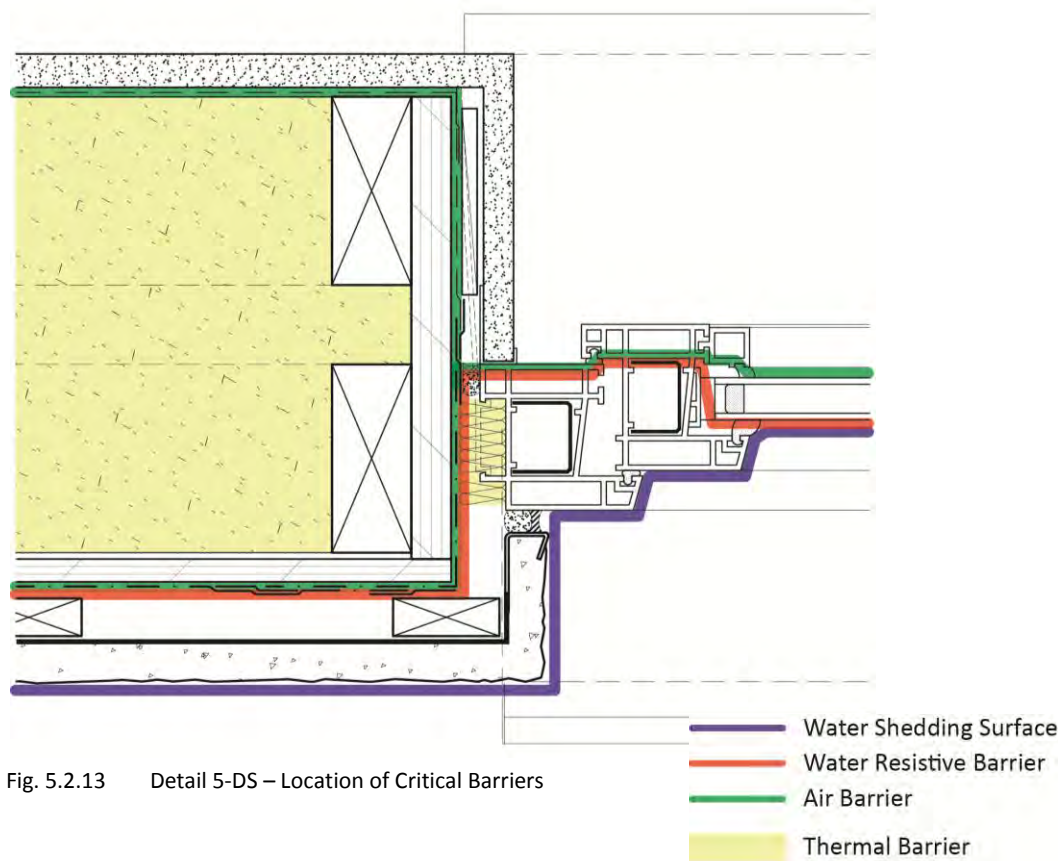 Water Shedding Surface
Water Resistive Barrier
Fig. 5.2.13 Detail 5-DS – Location of Critical Barriers
Air Barrier
Thermal Barrier